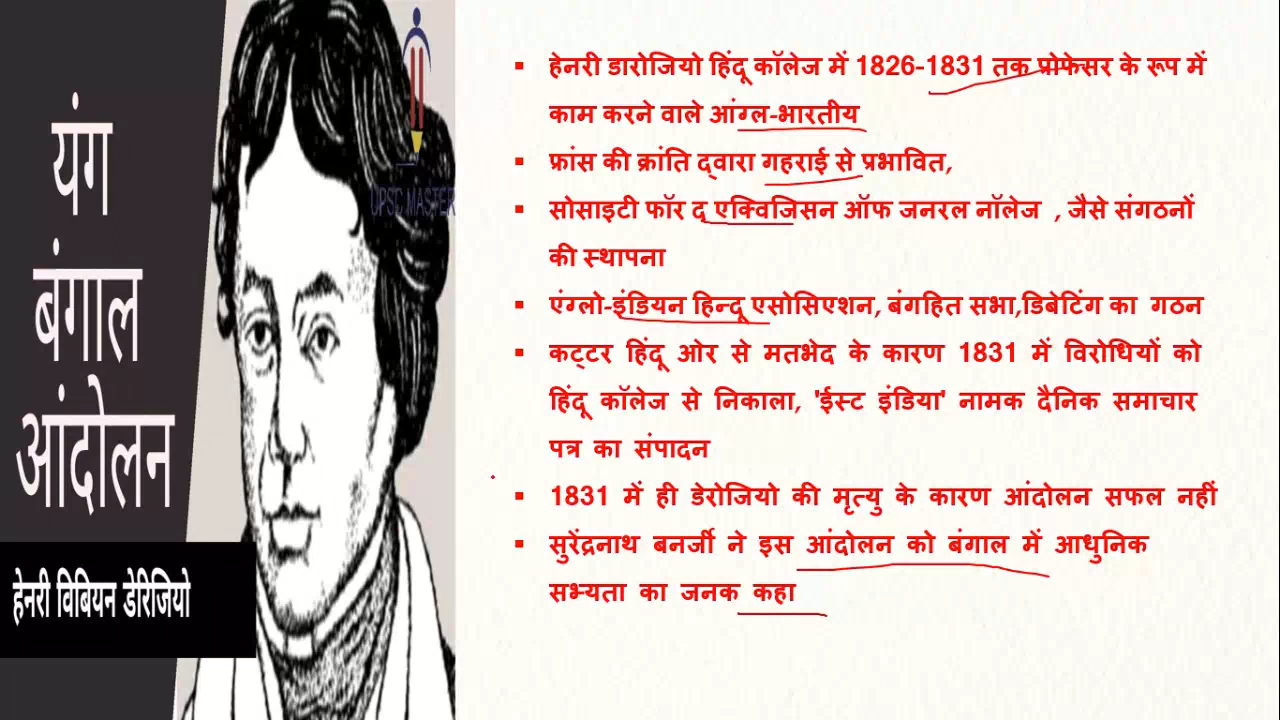 यंग
बंगाल
आंदोलन
हेनरी विबियन डेरिजियो
UPSC MASTER
▪ हेनरी डारोजियो हिंदू कॉलेज में 1826-1831 तक प्रोफेसर के रूप में
काम करने वाले आंग्ल-भारतीय
▪ फ्रांस की क्रांति द्वारा गहराई से प्रभावित,
▪ सोसाइटी फॉर द् एक्विजिसन ऑफ जनरल नॉलेज , जैसे संगठनों
की स्थापना
▪ एंग्लो-इंडियन हिन्दू एसोसिएशन, बंगहित सभा,डिबेटिंग का गठन
▪ कट्टर हिंदू ओर से मतभेद के कारण 1831 में विरोधियों को
हिंदू कॉलेज से निकाला, 'ईस्ट इंडिया' नामक दैनिक समाचार
पत्र का संपादन
▪ 1831 में ही डेरोजियो की मृत्यु के कारण आंदोलन सफल नहीं
▪ सुरेंद्रनाथ बनर्जी ने इस आंदोलन को बंगाल में आधुनिक
सभ्यता का जनक कहा